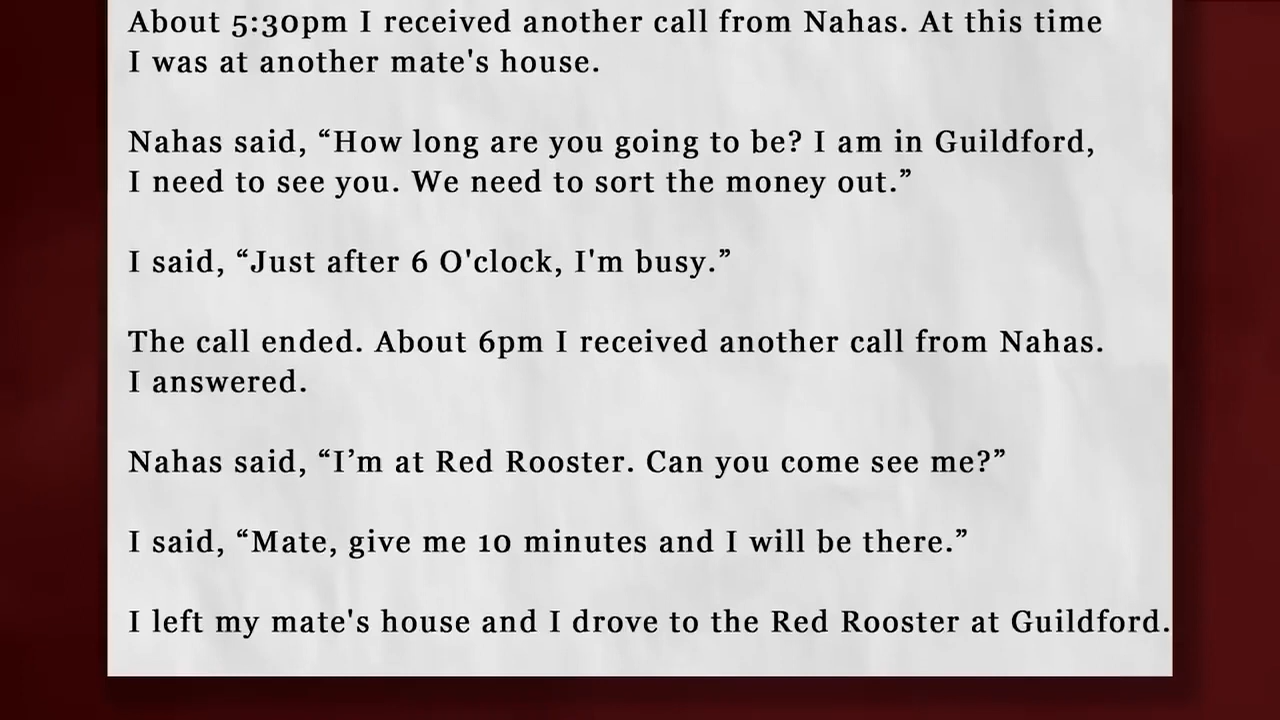 About 5:30pm I received another call from Nahas. At this time
I was at another mate's house.
Nahas said, “How long are you going to be? I am in Guildford,
I need to see you. We need to sort the money out.”
I said, “Just after 6 O'clock, I'm busy.”
The call ended. About 6pm I received another call from Nahas.
I answered.
Nahas said, “I’m at Red Rooster. Can you come see me?”
I said, “Mate, give me 10 minutes and I will be there.”
I left my mate's house and I drove to the Red Rooster at Guildford.